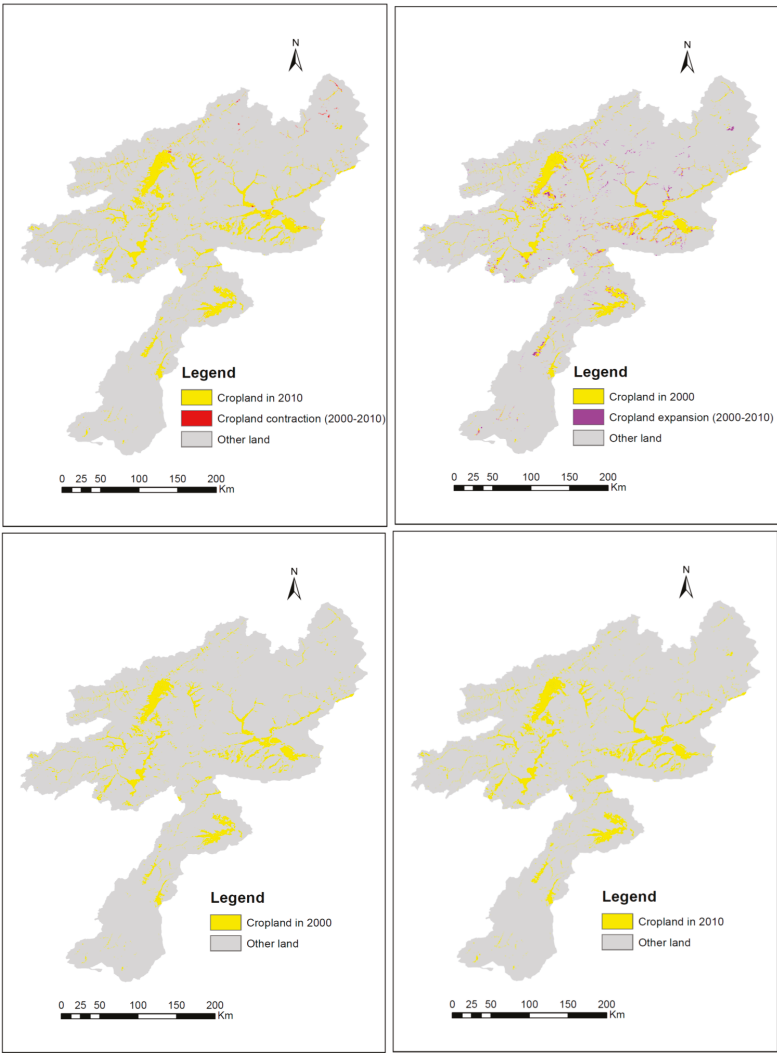 N
Legend
Cropland in 2010
Cropland contraction (2000-2010)
Other land
0 25 50 100 150 200
Km
N
Legend
Cropland in 2000
Cropland expansion (2000-2010)
Other land
0 25 50 100 150 200
Km
N
Legend
Cropland in 2000
Other land
0 25 50 100 150 200
Km
N
Legend
Cropland in 2010
Other land
0 25 50 100 150 200
Km